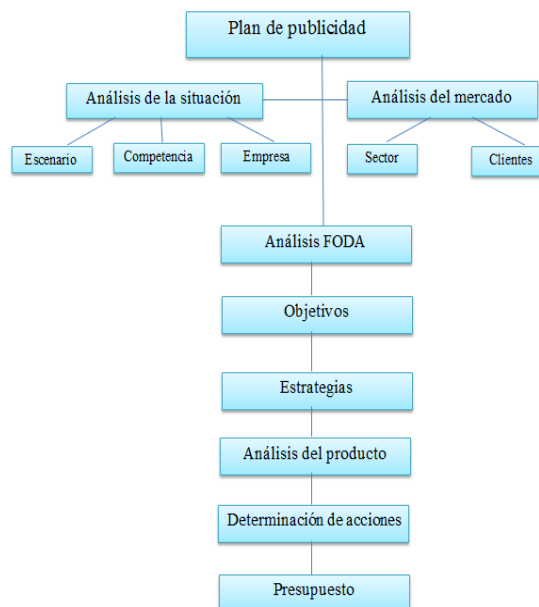 Plan de publicidad
Análisis de la situación
Análisis del mercado
Escenario
Competencia
Empresa
Sector
Clientes
Análisis FODA
Objetivos
Estrategias
Análisis del producto
Determinación de acciones
Presupuesto